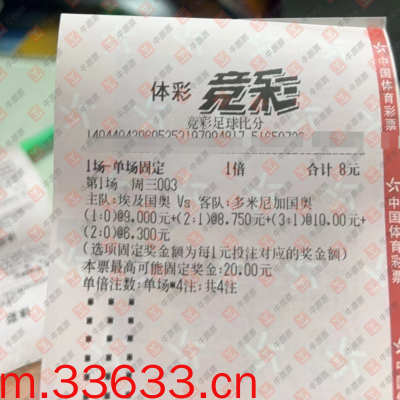 体彩 竞彩
竞彩足球比分
1场-单场固定 1倍 合计 8元
第1场 周三003
主队:埃及国奥 Vs 客队:多米尼加国奥
(1:0)@9.000元+(2:1)@8.750元+(3:1)@10.00元+
(2:0)@6.300元
(选项固定奖金额为每1元投注对应的奖金额)
本票最高可能固定奖金:20.00元
单倍注数:单场*4注:共4注
中国体育彩票
中国体育彩票
m.33633.cn